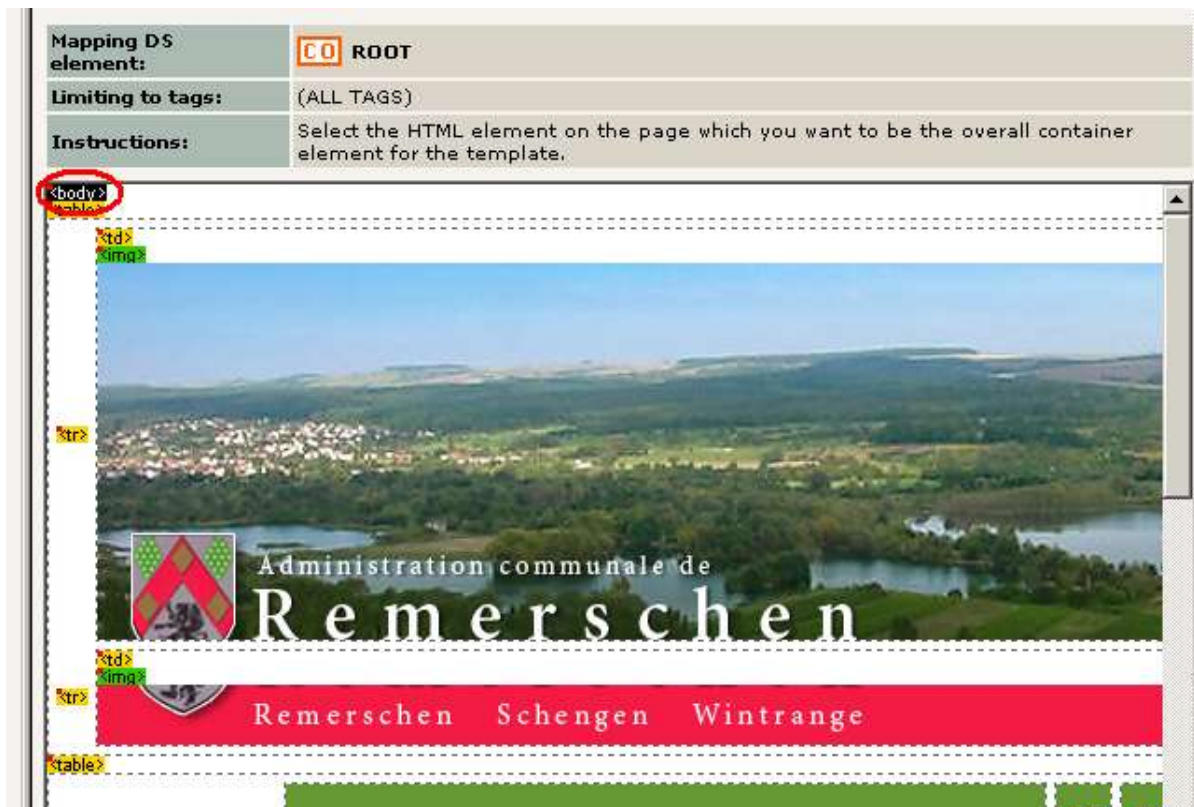 Mapping DS
element:
CO ROOT
Limiting to tags:
(ALL TAGS)
Instructions:
Select the HTML element on the page which you want to be the overall container
element for the template.
<body>
<table>
<td>
<img>
<tr>
Administration communale de
Remerschen
<td>
<img>
<tr>
Remerschen Schengen Wintrange
<table>